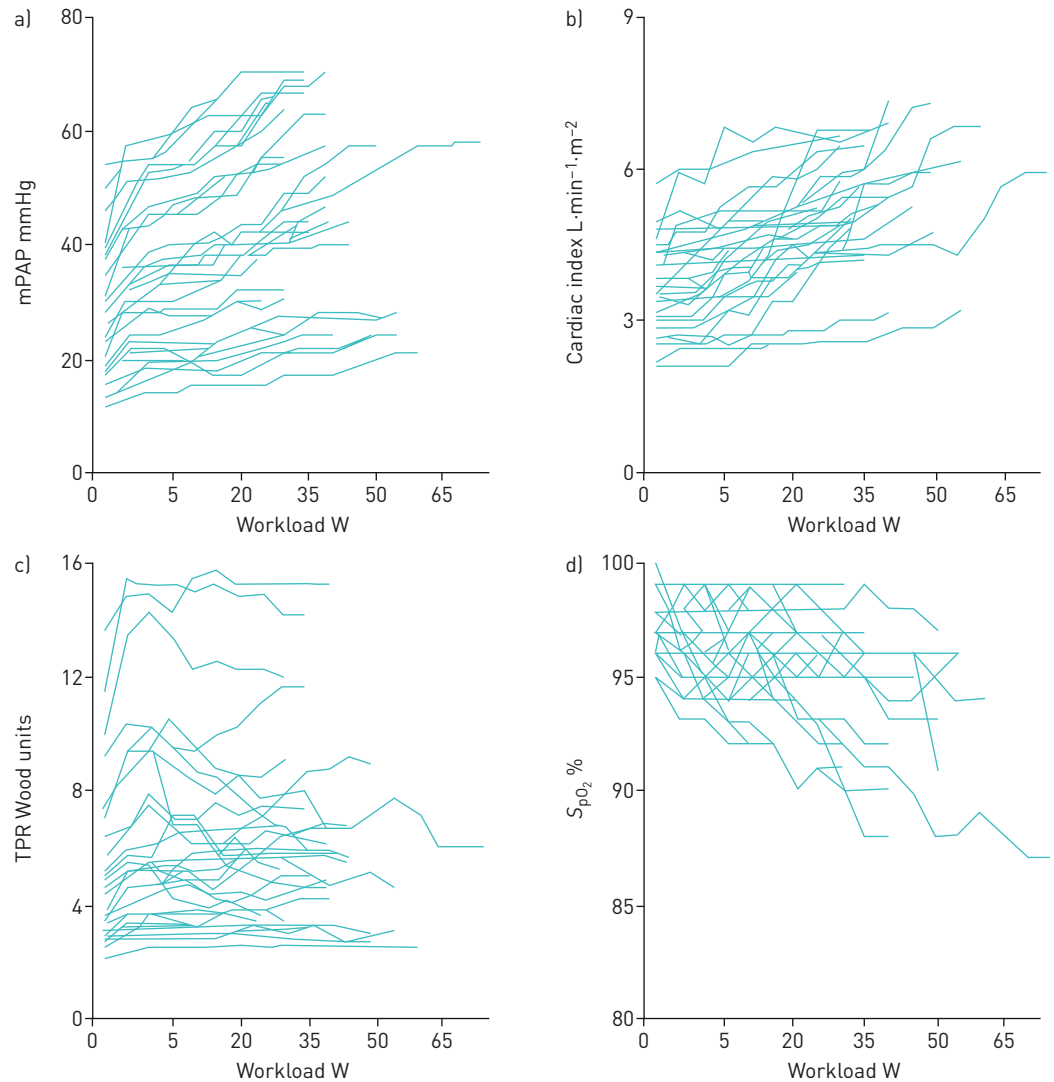 a)
80
60
40
20
0
mPAP mmHg
0 5 20 35 50 65
Workload W
b)
9
6
3
0
Cardiac index L·min⁻¹·m⁻²
0 5 20 35 50 65
Workload W
c)
16
12
8
4
0
TPR Wood units
0 5 20 35 50 65
Workload W
d)
100
95
90
85
80
SpO₂ %
0 5 20 35 50 65
Workload W